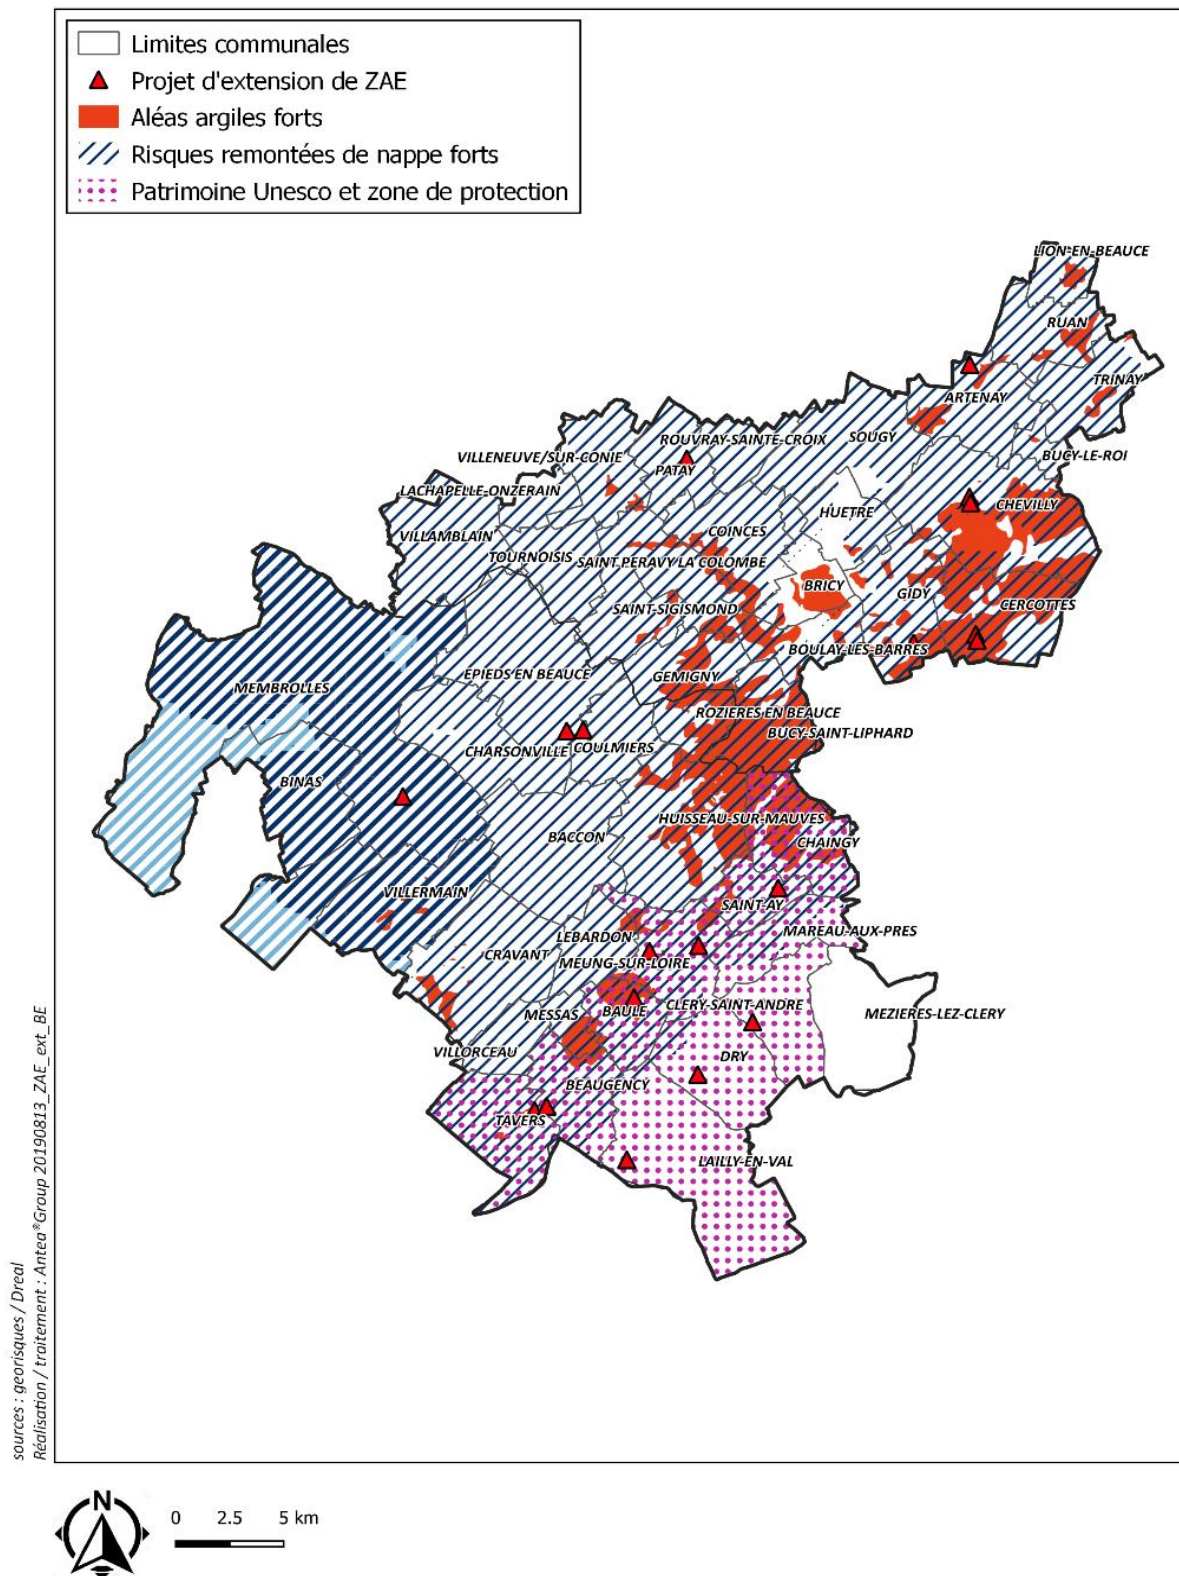 Limites communales
Projet d'extension de ZAE
Aléas argiles forts
Risques remontées de nappe forts
Patrimoine Unesco et zone de protection
LION-EN-BEAUCE
RUAN
TRINAY
ARTENAY
ROUVRAY-SAINTE-CROIX
SOUGY
BUCY-LE-ROI
VILLENEUVE/SUR-CONIE
PATAY
LACHAPELLE-ONZERAIN
CHEVILLY
HUETRE
VILLAMBLAIN
COINCES
TOURNOISIS
SAINT PERAVY LA COLOMBE
BRICY
GIDY
CERCOTTES
SAINT-SIGISMOND
BOULAY-LES-BARRES
EPIEDS EN BEAUCE
GEMIGNY
MEMBROLLES
ROZIERES EN BEAUCE
BUCY-SAINT-LIPHARD
CHARSONVILLE
COULMIERS
BINAS
HUISSEAU-SUR-MAUVES
BACCON
CHAINGY
VILLERMAIN
SAINT-AY
MAREAU-AUX-PRES
LEBARDON
CRAVANT
MEUNG-SUR-LOIRE
CLERY-SAINT-ANDRE
BAULE
MESSAS
MEZIERES-LEZ-CLERY
VILLORCEAU
DRY
BEAUGENCY
TAVERS
LAILLY-EN-VAL
sources : georisques / Dreal
Réalisation / traitement : Antea®Group 20190813_ZAE_ext_BE
N
0 2.5 5 km